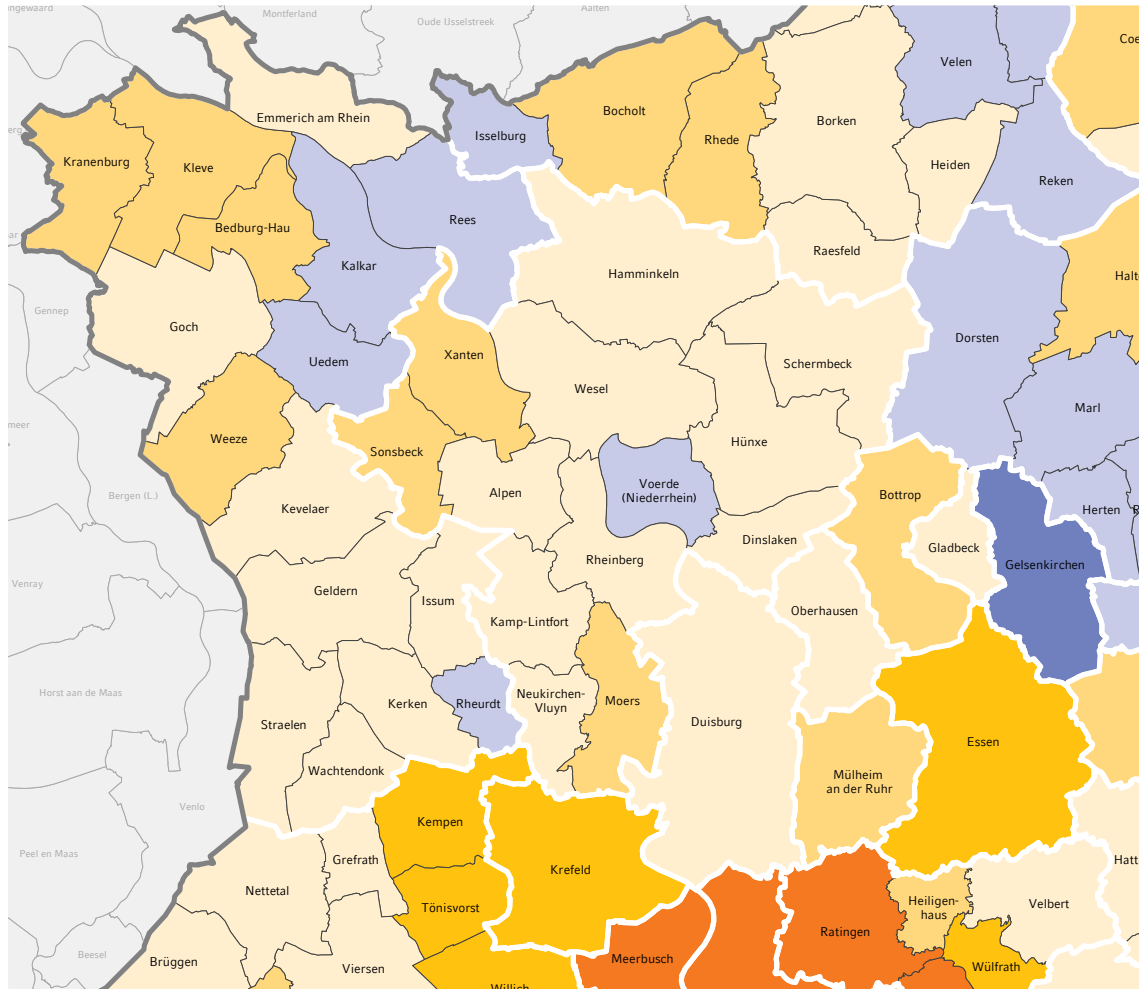 Montferland
Oude IJsselstreek
Aalten
Velen
Emmerich am Rhein
Isselburg
Bocholt
Rhede
Borken
Heiden
Reken
Kranenburg
Kleve
Bedburg-Hau
Rees
Kalkar
Hamminkeln
Raesfeld
Gennep
Goch
Uedem
Xanten
Wesel
Schermbeck
Dorsten
Marl
Weeze
Sonsbeck
Hünxe
Bergen (L.)
Kevelaer
Alpen
Voerde
(Niederrhein)
Bottrop
Herten
Dinslaken
Gladbeck
Gelsenkirchen
Venray
Geldern
Issum
Rheinberg
Kamp-Lintfort
Oberhausen
Horst aan de Maas
Straelen
Kerken
Rheurdt
Neukirchen-
Vluyn
Moers
Duisburg
Essen
Wachtendonk
Mülheim
an der Ruhr
Venlo
Kempen
Peel en Maas
Grefrath
Krefeld
Nettetal
Tönisvorst
Heiligen-
haus
Velbert
Ratingen
Beesel
Brüggen
Viersen
Meerbusch
Wülfrath
Willich